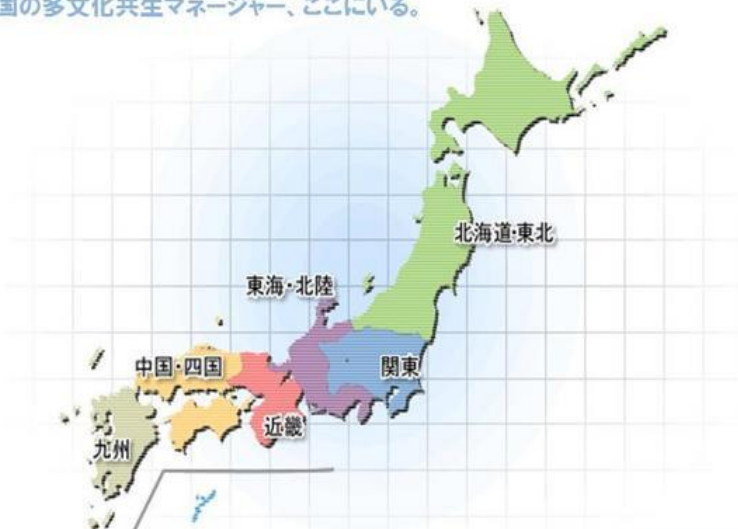 国の多文化共生マネージャー、ここにいる。
北海道・東北
東海・北陸
中国・四国
関東
近畿
九州